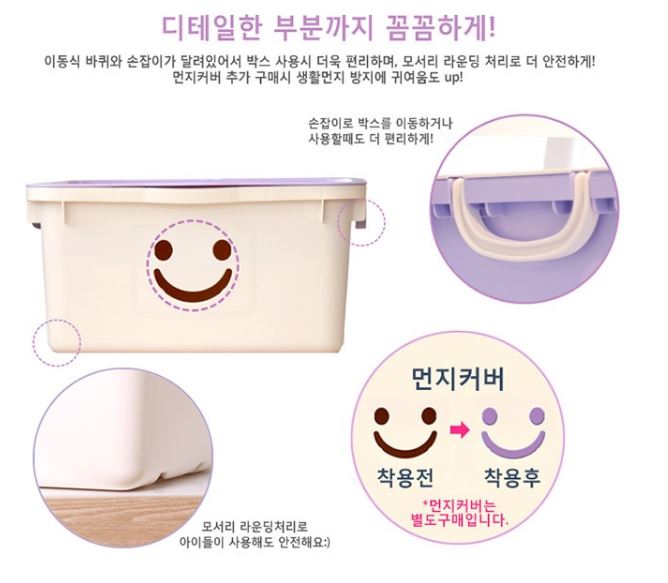 디테일한 부분까지 꼼꼼하게!
이동식 바퀴와 손잡이가 달려있어서 박스 사용시 더욱 편리하며, 모서리 라운딩 처리로 더 안전하게!
먼지커버 추가 구매시 생활먼지 방지에 귀여움도 up!
손잡이로 박스를 이동하거나
사용할때도 더 편리하게!
먼지커버
착용전
착용후
*먼지커버는
별도구매입니다.
모서리 라운딩처리로
아이들이 사용해도 안전해요:)